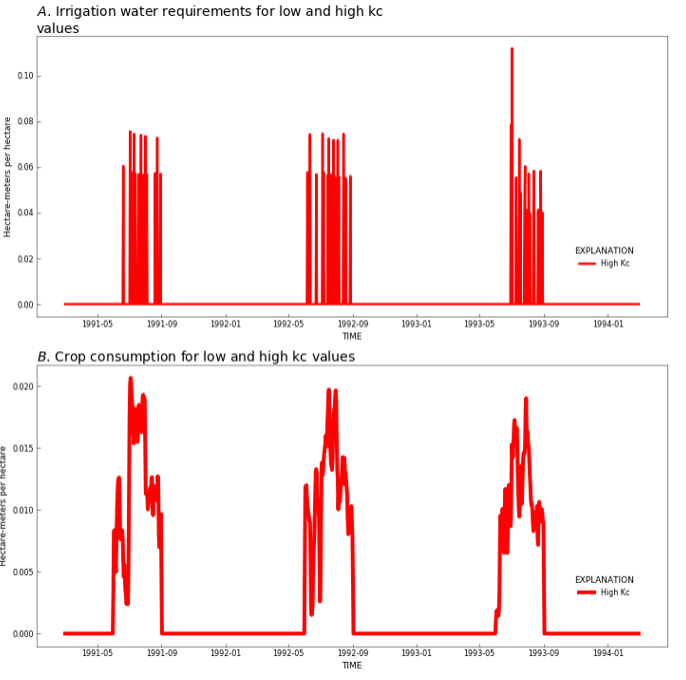 A. Irrigation water requirements for low and high kc
values
Hectare-meters per hectare
0.10
0.08
0.06
0.04
0.02
0.00
EXPLANATION
High Kc
1991-05 1991-09 1992-01 1992-05 1992-09 1993-01 1993-05 1993-09 1994-01
TIME
B. Crop consumption for low and high kc values
Hectare-meters per hectare
0.020
0.015
0.010
0.005
0.000
EXPLANATION
High Kc
1991-05 1991-09 1992-01 1992-05 1992-09 1993-01 1993-05 1993-09 1994-01
TIME